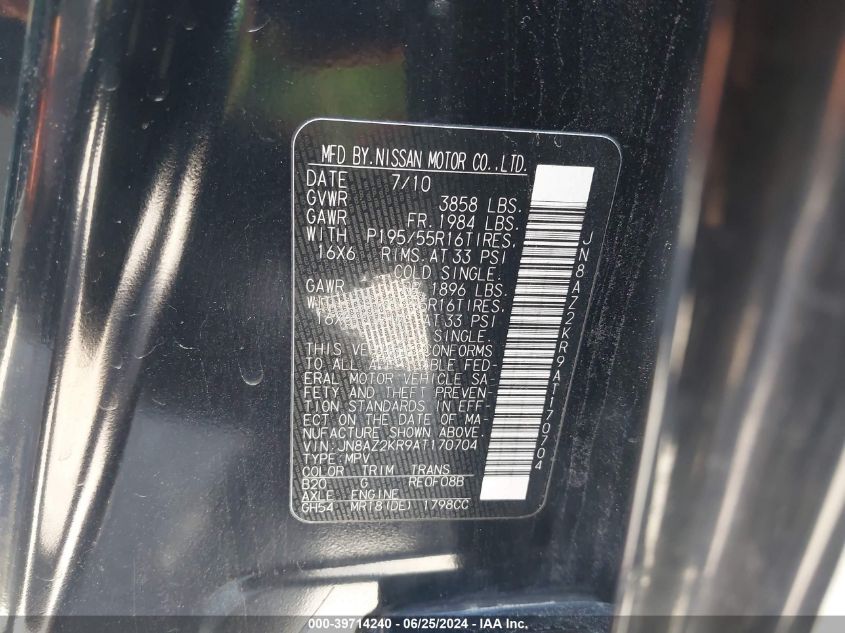 MFD BY.NISSAN MOTOR CO.,LTD.
DATE 7/10
GVWR 3858 LBS.
GAWR FR. 1984 LBS.
WITH P195/55R16TIRES,
16X6 RIMS.AT 33 PSI
COLD SINGLE.
GAWR 1896 LBS.
R16TIRES,
AT 33 PSI
SINGLE.
THIS CONFORMS
TO ALL FED-
ERAL MOTOR VEHICLE SA-
FETY AND THEFT PREVEN-
TION STANDARDS IN EFF-
ECT ON THE DATE OF MA-
NUFACTURE SHOWN ABOVE.
VIN:JN8AZ2KR9AT170704
TYPE:MPV
COLOR TRIM TRANS
B20 G RE0F08B
AXLE ENGINE
GH54 MR18(DE) 1798CC
JN8AZ2KR9AT170704
000-39714240 - 06/25/2024 - IAA Inc.